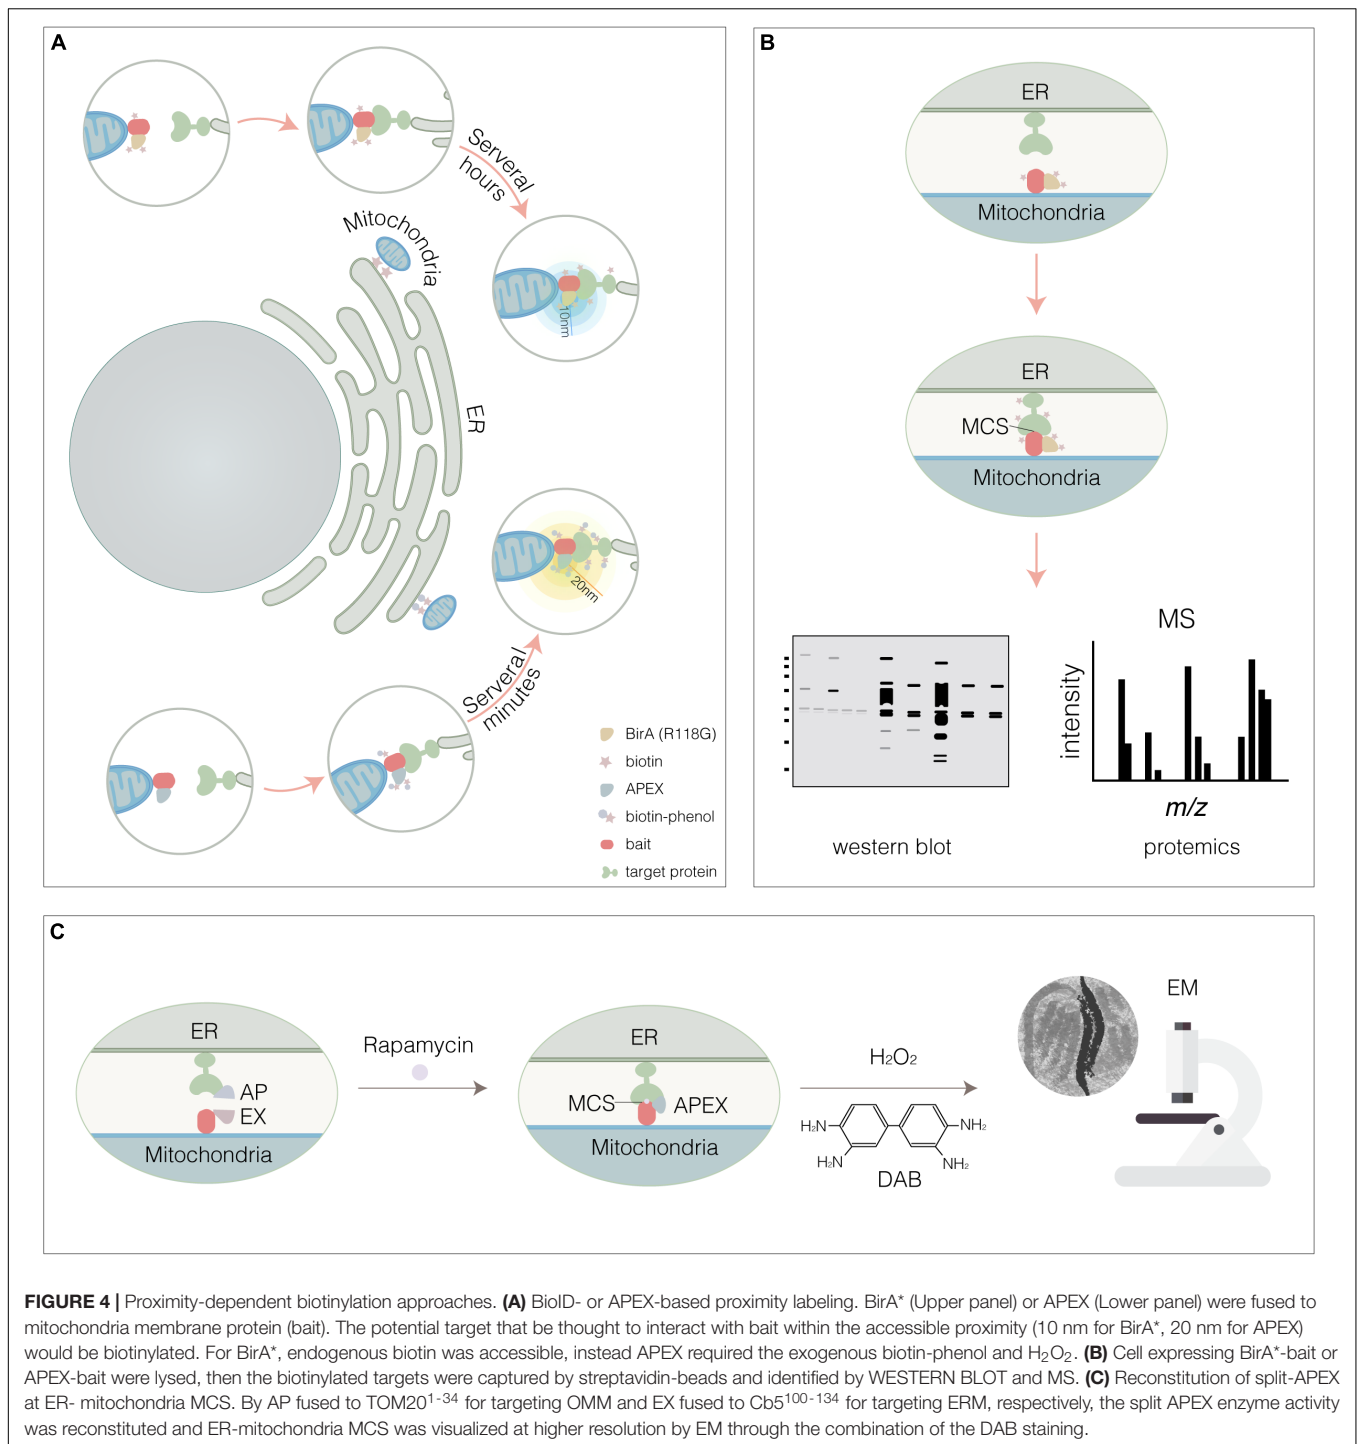 A
Serveral
hours
Mitochondria
10nm
ER
20nm
Serveral
minutes
BirA (R118G)
biotin
APEX
biotin-phenol
bait
target protein
B
ER
Mitochondria
ER
MCS
Mitochondria
MS
intensity
m/z
western blot
protemics
C
ER
AP
EX
Mitochondria
Rapamycin
ER
MCS
APEX
Mitochondria
H₂O₂
H₂N
NH₂
H₂N
NH₂
DAB
EM
FIGURE 4 | Proximity-dependent biotinylation approaches. (A) BioID- or APEX-based proximity labeling. BirA* (Upper panel) or APEX (Lower panel) were fused to
mitochondria membrane protein (bait). The potential target that be thought to interact with bait within the accessible proximity (10 nm for BirA*, 20 nm for APEX)
would be biotinylated. For BirA*, endogenous biotin was accessible, instead APEX required the exogenous biotin-phenol and H₂O₂. (B) Cell expressing BirA*-bait or
APEX-bait were lysed, then the biotinylated targets were captured by streptavidin-beads and identified by WESTERN BLOT and MS. (C) Reconstitution of split-APEX
at ER- mitochondria MCS. By AP fused to TOM20¹⁻³⁴ for targeting OMM and EX fused to Cb5¹⁰⁰⁻¹³⁴ for targeting ERM, respectively, the split APEX enzyme activity
was reconstituted and ER-mitochondria MCS was visualized at higher resolution by EM through the combination of the DAB staining.